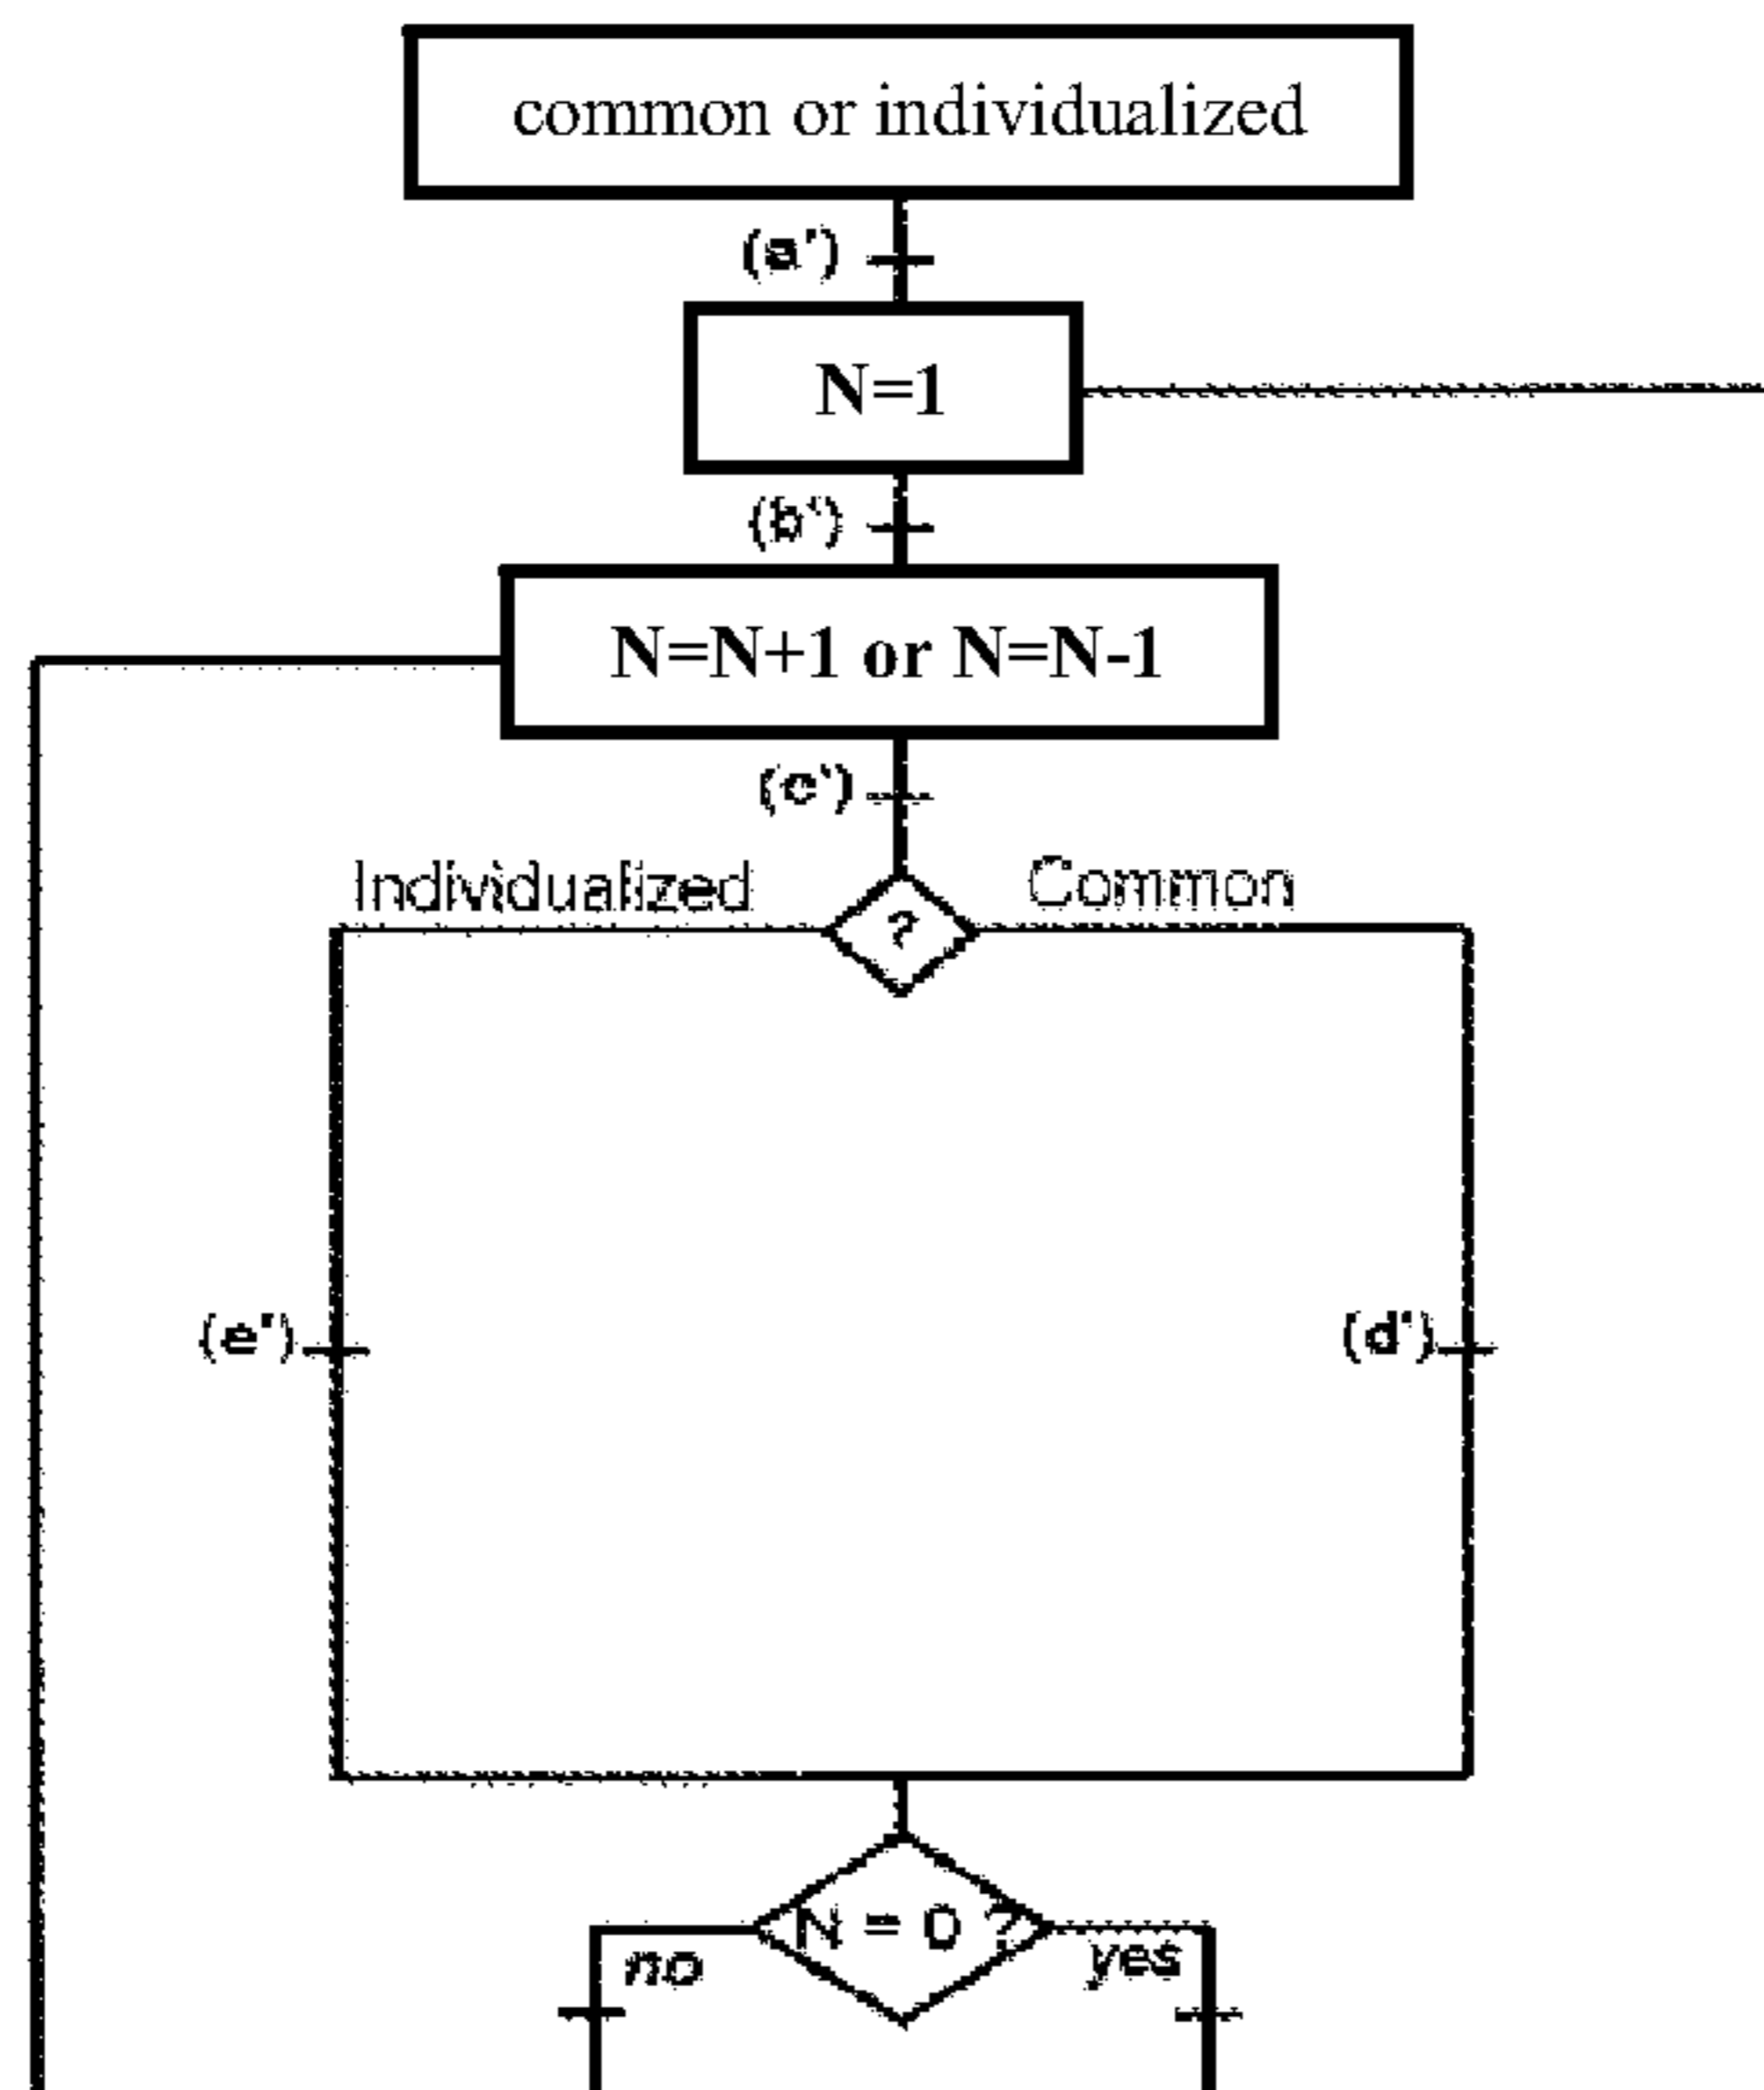 common or individualized
(a')
N=1
(b')
N=N+1 or N=N-1
(c')
Individualized
Common
?
(e')
(d')
N = 0 ?
no
yes